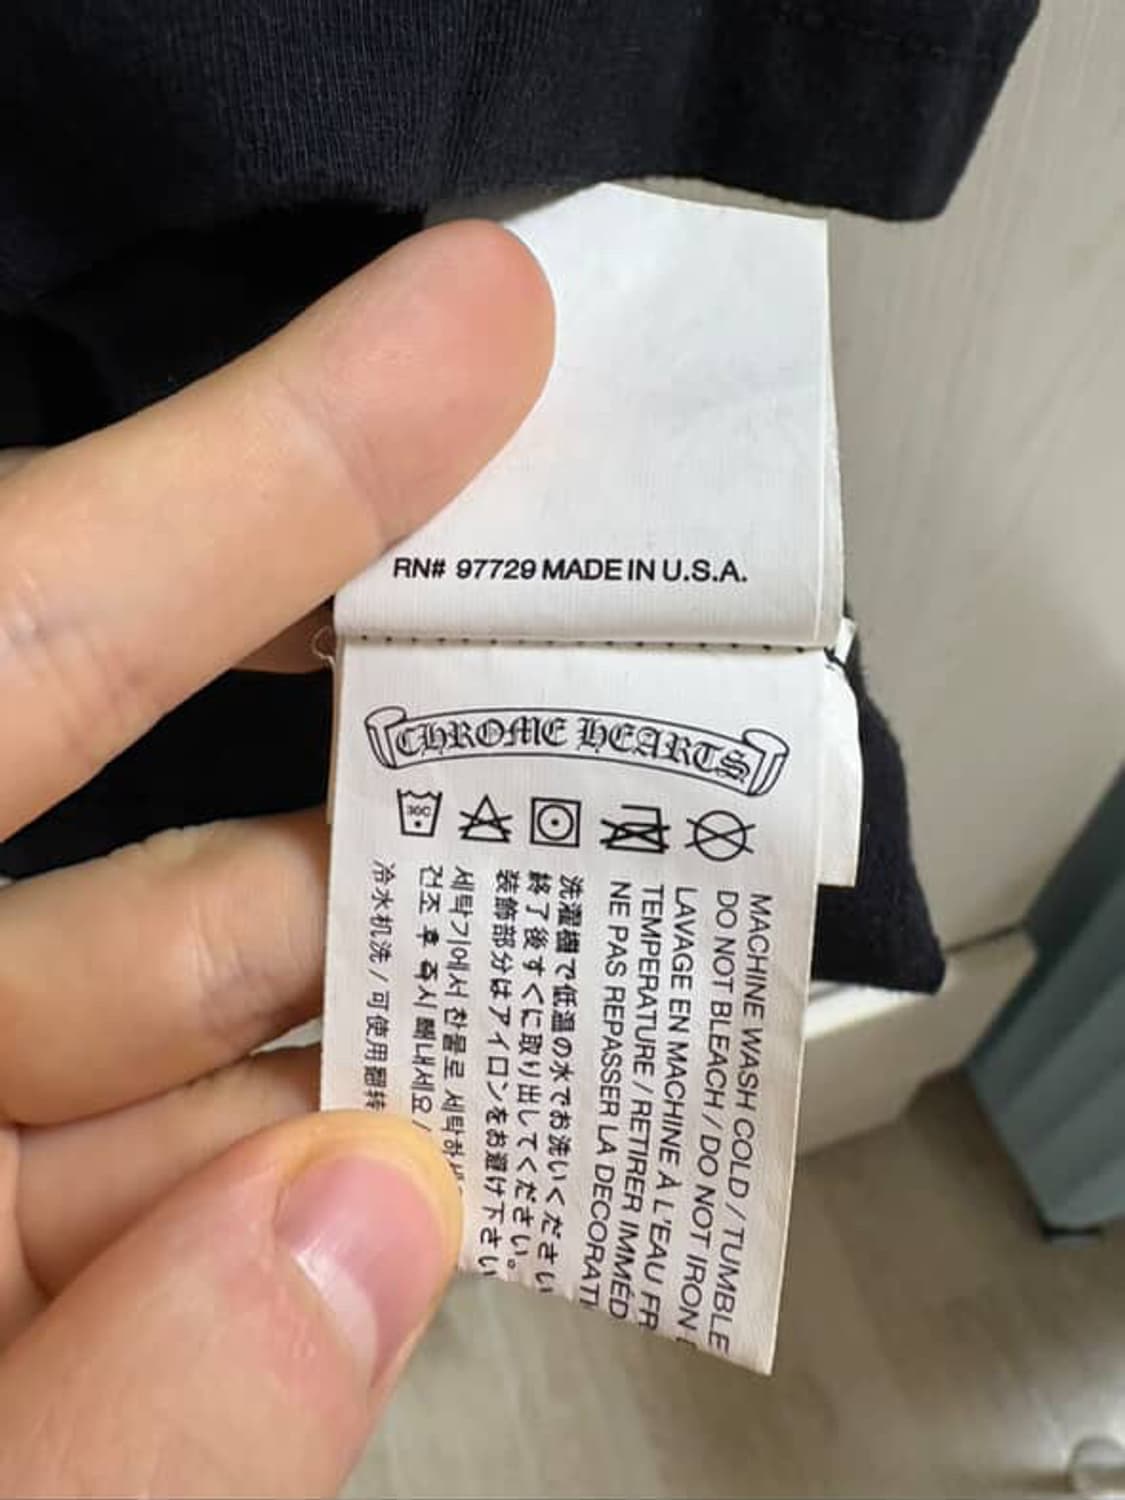 RN# 97729 MADE IN U.S.A.
CHROME HEARTS
30C
MACHINE WASH COLD / TUMBLE
DO NOT BLEACH / DO NOT IRON
LAVAGE EN MACHINE À L'EAU FR
TEMPERATURE / RETIRER IMMÉD
NE PAS REPASSER LA DECORATI
洗濯機で低温の水でお洗いください
終了後すぐに取り出してください。
装飾部分はアイロンをお避け下さい
세탁기에서 찬물로 세탁하
건조 후 즉시 빼내세요 /
冷水机洗 / 可使用翻转